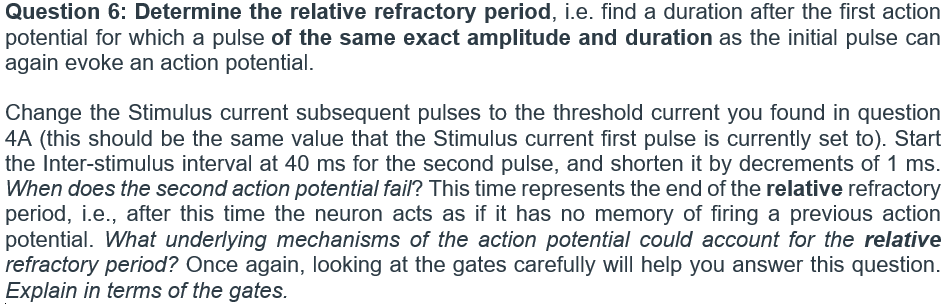 Question 6: Determine the relative refractory period, i.e. find a duration after the first action
potential for which a pulse of the same exact amplitude and duration as the initial pulse can
again evoke an action potential.
Change the Stimulus current subsequent pulses to the threshold current you found in question
4A (this should be the same value that the Stimulus current first pulse is currently set to). Start
the Inter-stimulus interval at 40 ms for the second pulse, and shorten it by decrements of 1 ms.
When does the second action potential fail? This time represents the end of the relative refractory
period, i.e., after this time the neuron acts as if it has no memory of firing a previous action
potential. What underlying mechanisms of the action potential could account for the relative
refractory period? Once again, looking at the gates carefully will help you answer this question.
Explain in terms of the gates.